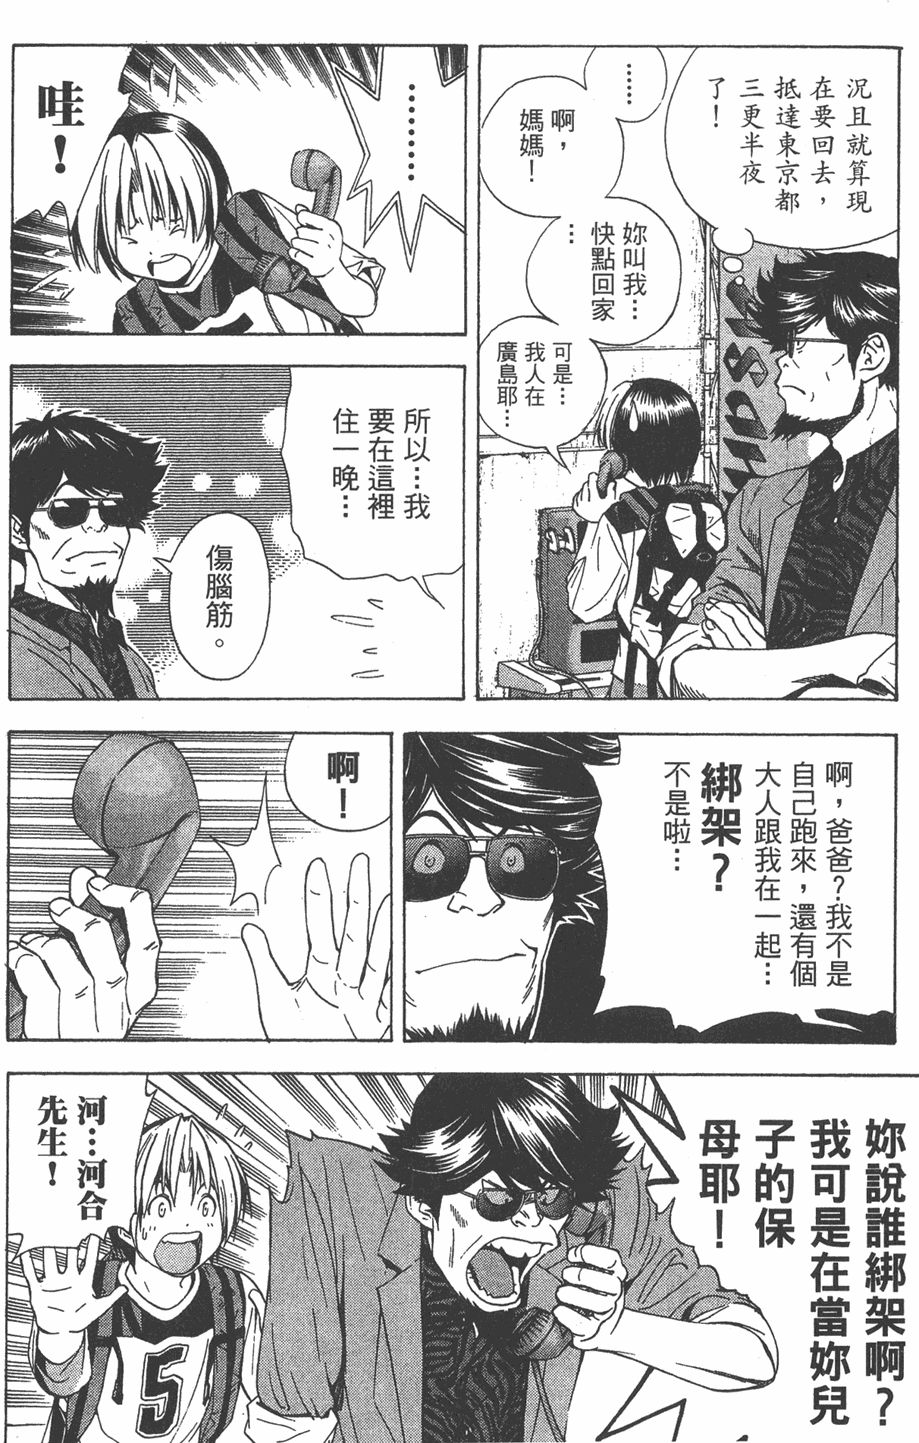 況且就算現
在要回去，
抵達東京都
三更半夜
了！
……
啊，
媽媽！
妳叫我…
快點回家
…
可是…
我人在
廣島耶…
………
哇！
所以…我
要在這裡
住一晚…
傷腦筋。
啊，爸爸？我不是
自己跑來，還有個
大人跟我在一起…
綁架？
不是啦…
啊！
妳說誰綁架啊？
我可是在當妳兒
子的保
母耶！
河…河合
先生！
5